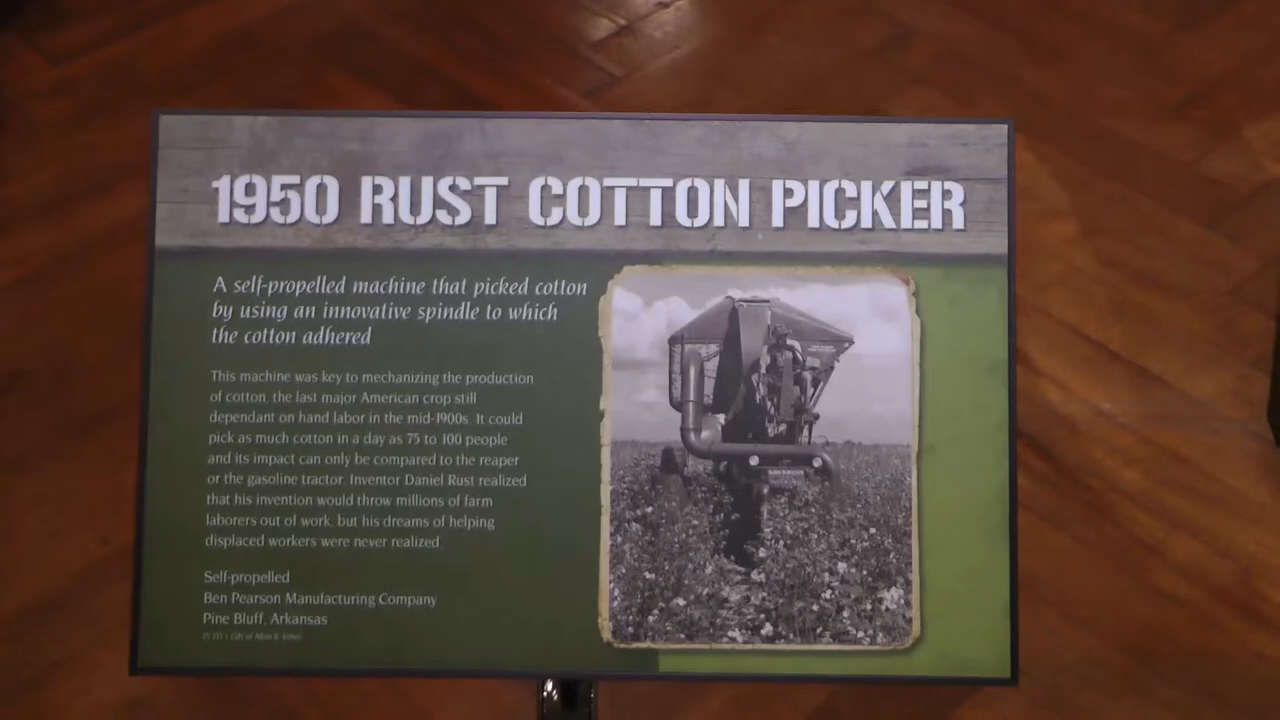 1950 RUST COTTON PICKER
A self-propelled machine that picked cotton
by using an innovative spindle to which
the cotton adhered
This machine was key to mechanizing the production
of cotton, the last major American crop still
dependant on hand labor in the mid-1900s. It could
pick as much cotton in a day as 75 to 100 people
and its impact can only be compared to the reaper
or the gasoline tractor. Inventor Daniel Rust realized
that his invention would throw millions of farm
laborers out of work, but his dreams of helping
displaced workers were never realized.
Self-propelled
Ben Pearson Manufacturing Company
Pine Bluff, Arkansas
Gift of Allan